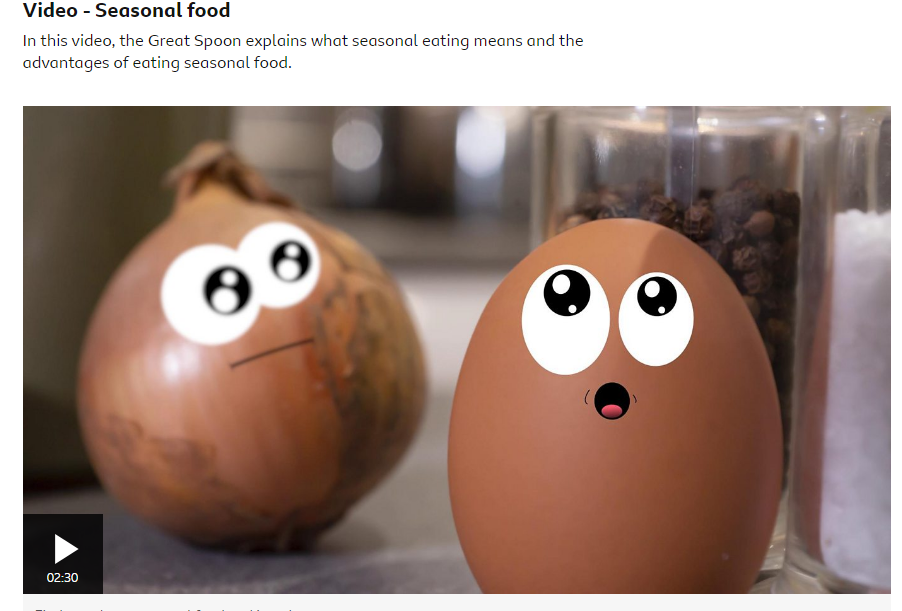 Video - Seasonal food
In this video, the Great Spoon explains what seasonal eating means and the
advantages of eating seasonal food.
02:30